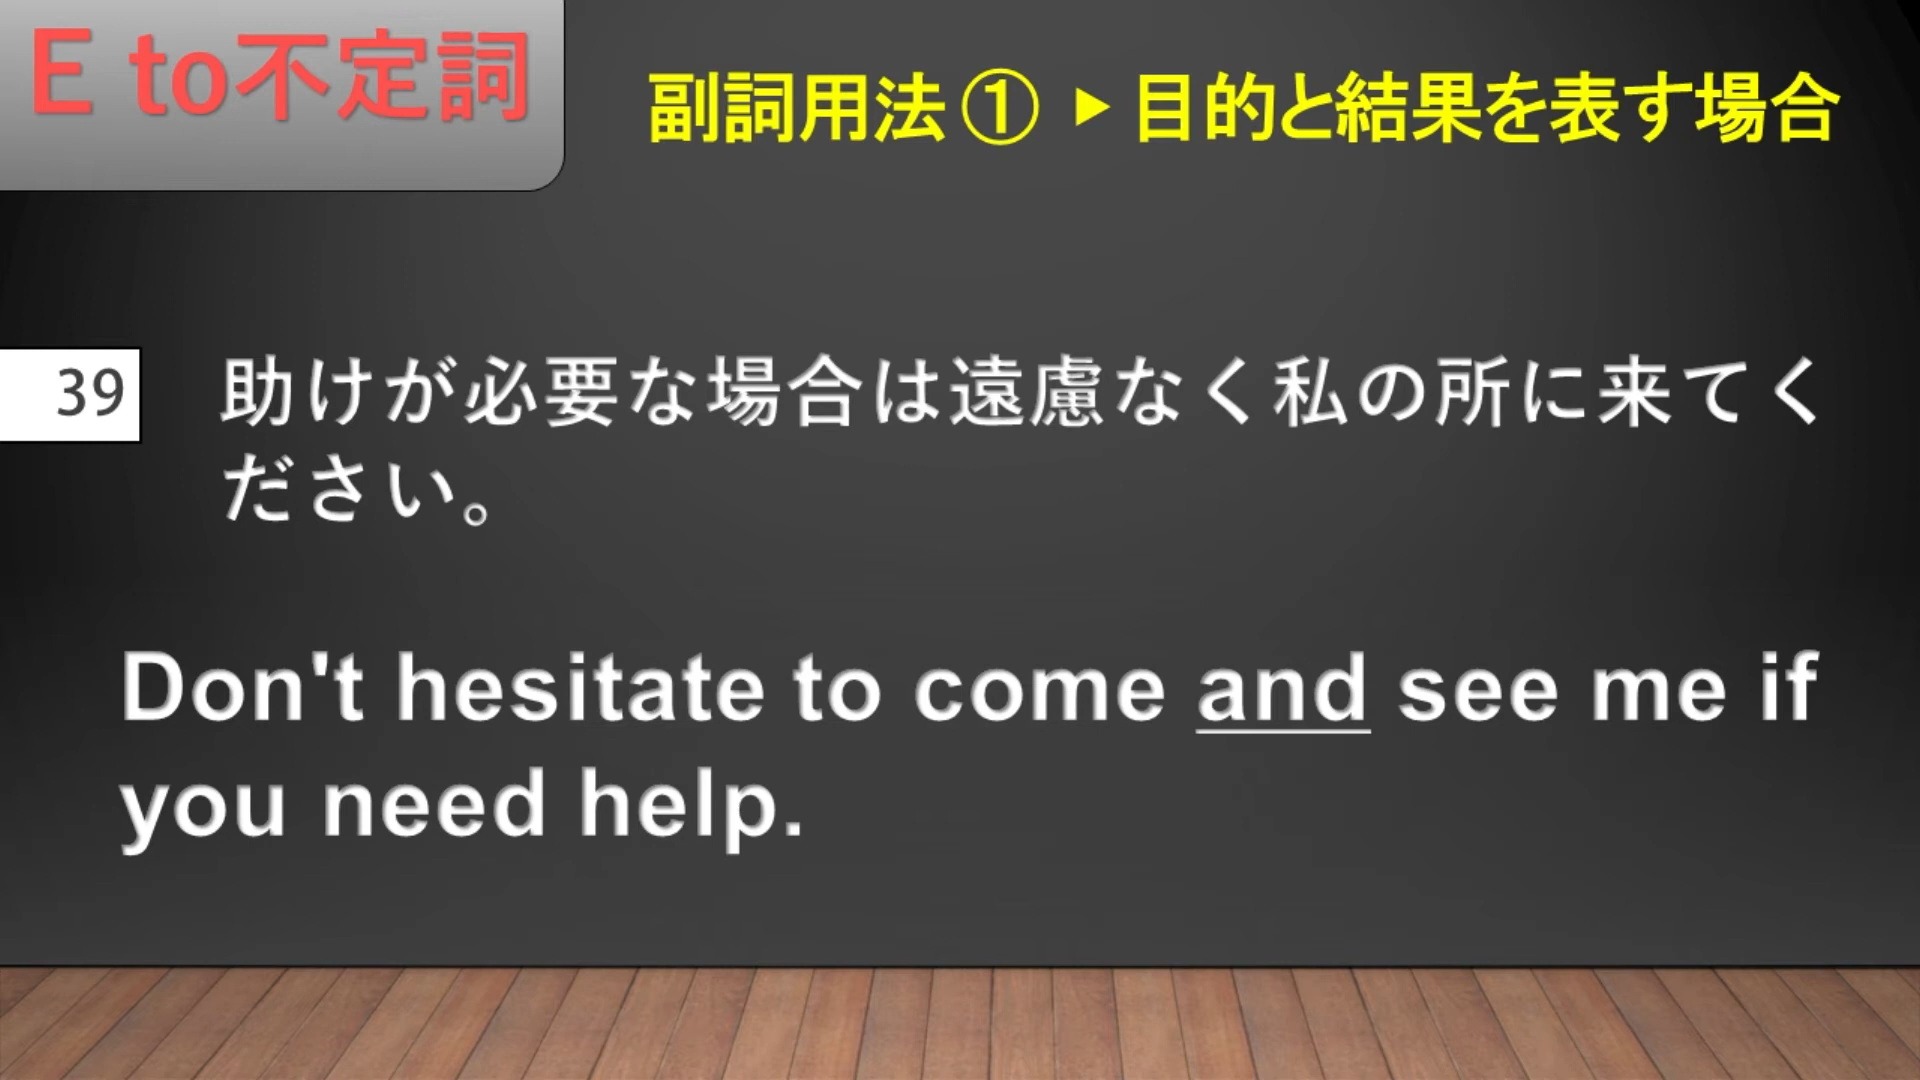 E to不定詞
副詞用法①▶目的と結果を表す場合
39
助けが必要な場合は遠慮なく私の所に来てく
ださい。
Don't hesitate to come and see me if
you need help.